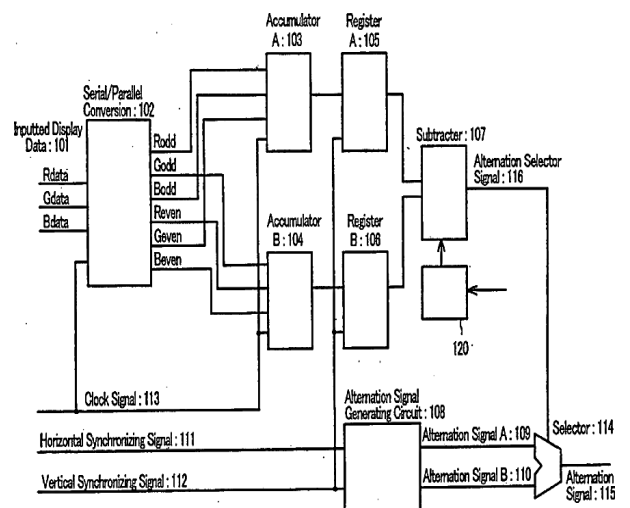 Accumulator
A : 103
Register
A : 105
Serial/Parallel
Conversion : 102
Inputted Display
Data : 101
Rdata
Gdata
Bdata
Rodd
Godd
Bodd
Reven
Geven
Beven
Subtracter : 107
Alternation Selector
Signal : 116
Accumulator
B : 104
Register
B : 106
120
Clock Signal : 113
Alternation Signal
Generating Circuit : 108
Horizontal Synchronizing Signal : 111
Alternation Signal A : 109
Selector : 114
Vertical Synchronizing Signal : 112
Alternation Signal B : 110
Alternation
Signal : 115